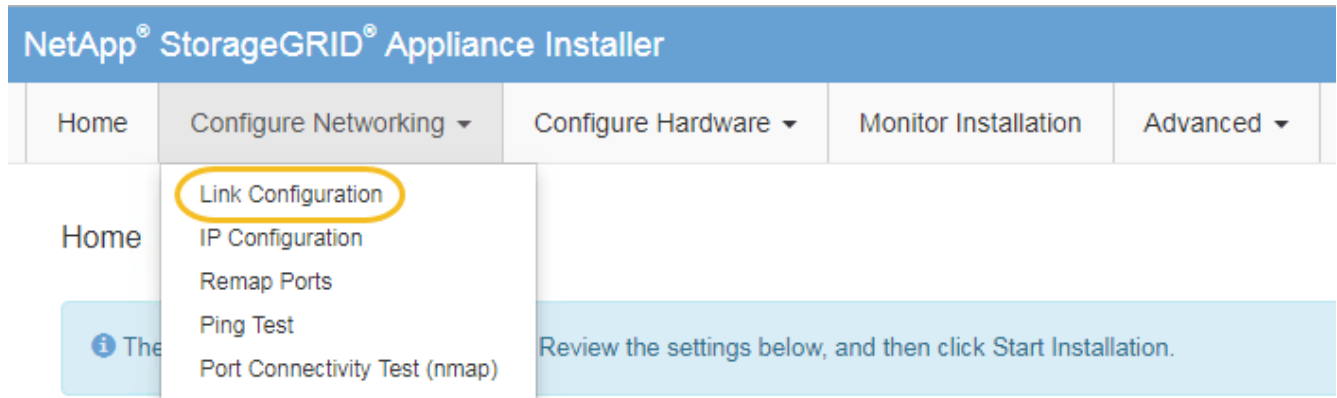 NetApp® StorageGRID® Appliance Installer
Home Configure Networking Configure Hardware Monitor Installation Advanced
Link Configuration
Home IP Configuration
Remap Ports
Ping Test
The Review the settings below, and then click Start Installation.
Port Connectivity Test (nmap)